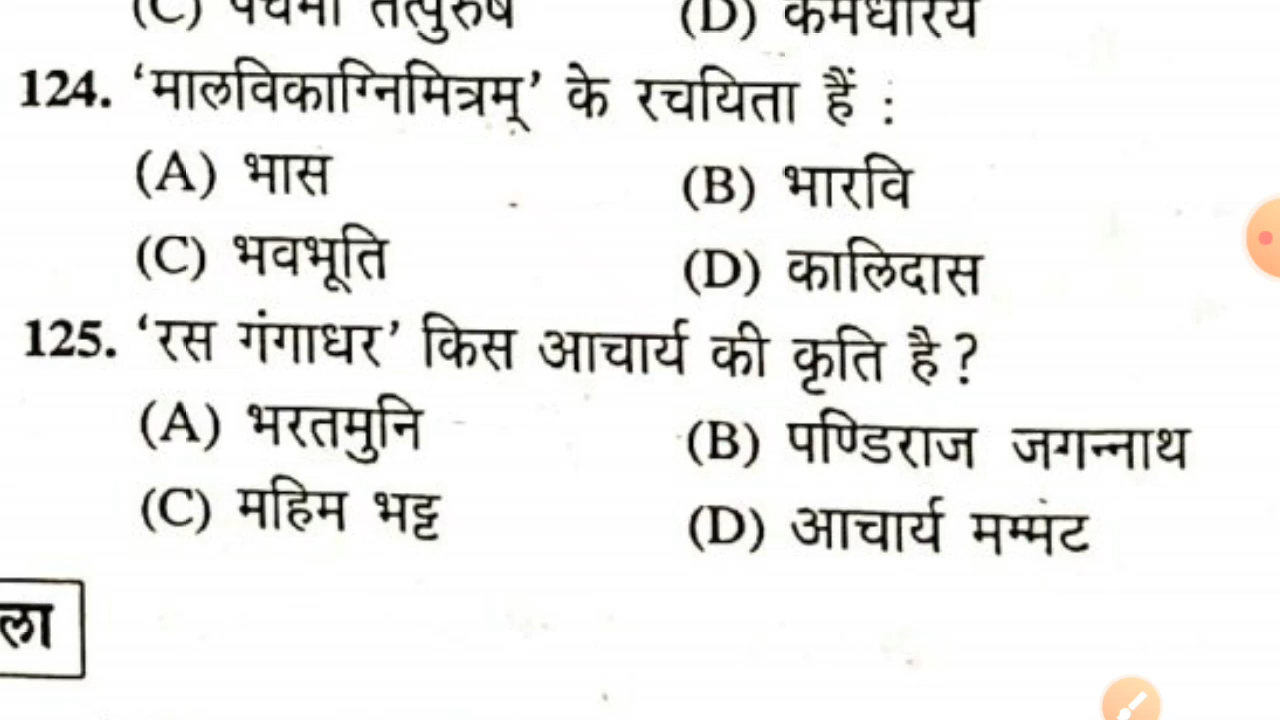 (C) पंचमी तत्पुरुष (D) कर्मधारय
124. ‘मालविकाग्निमित्रम्’ के रचयिता हैं :
(A) भास (B) भारवि
(C) भवभूति (D) कालिदास
125. ‘रस गंगाधर’ किस आचार्य की कृति है ?
(A) भरतमुनि (B) पण्डिराज जगन्नाथ
(C) महिम भट्ट (D) आचार्य मम्मट
ला